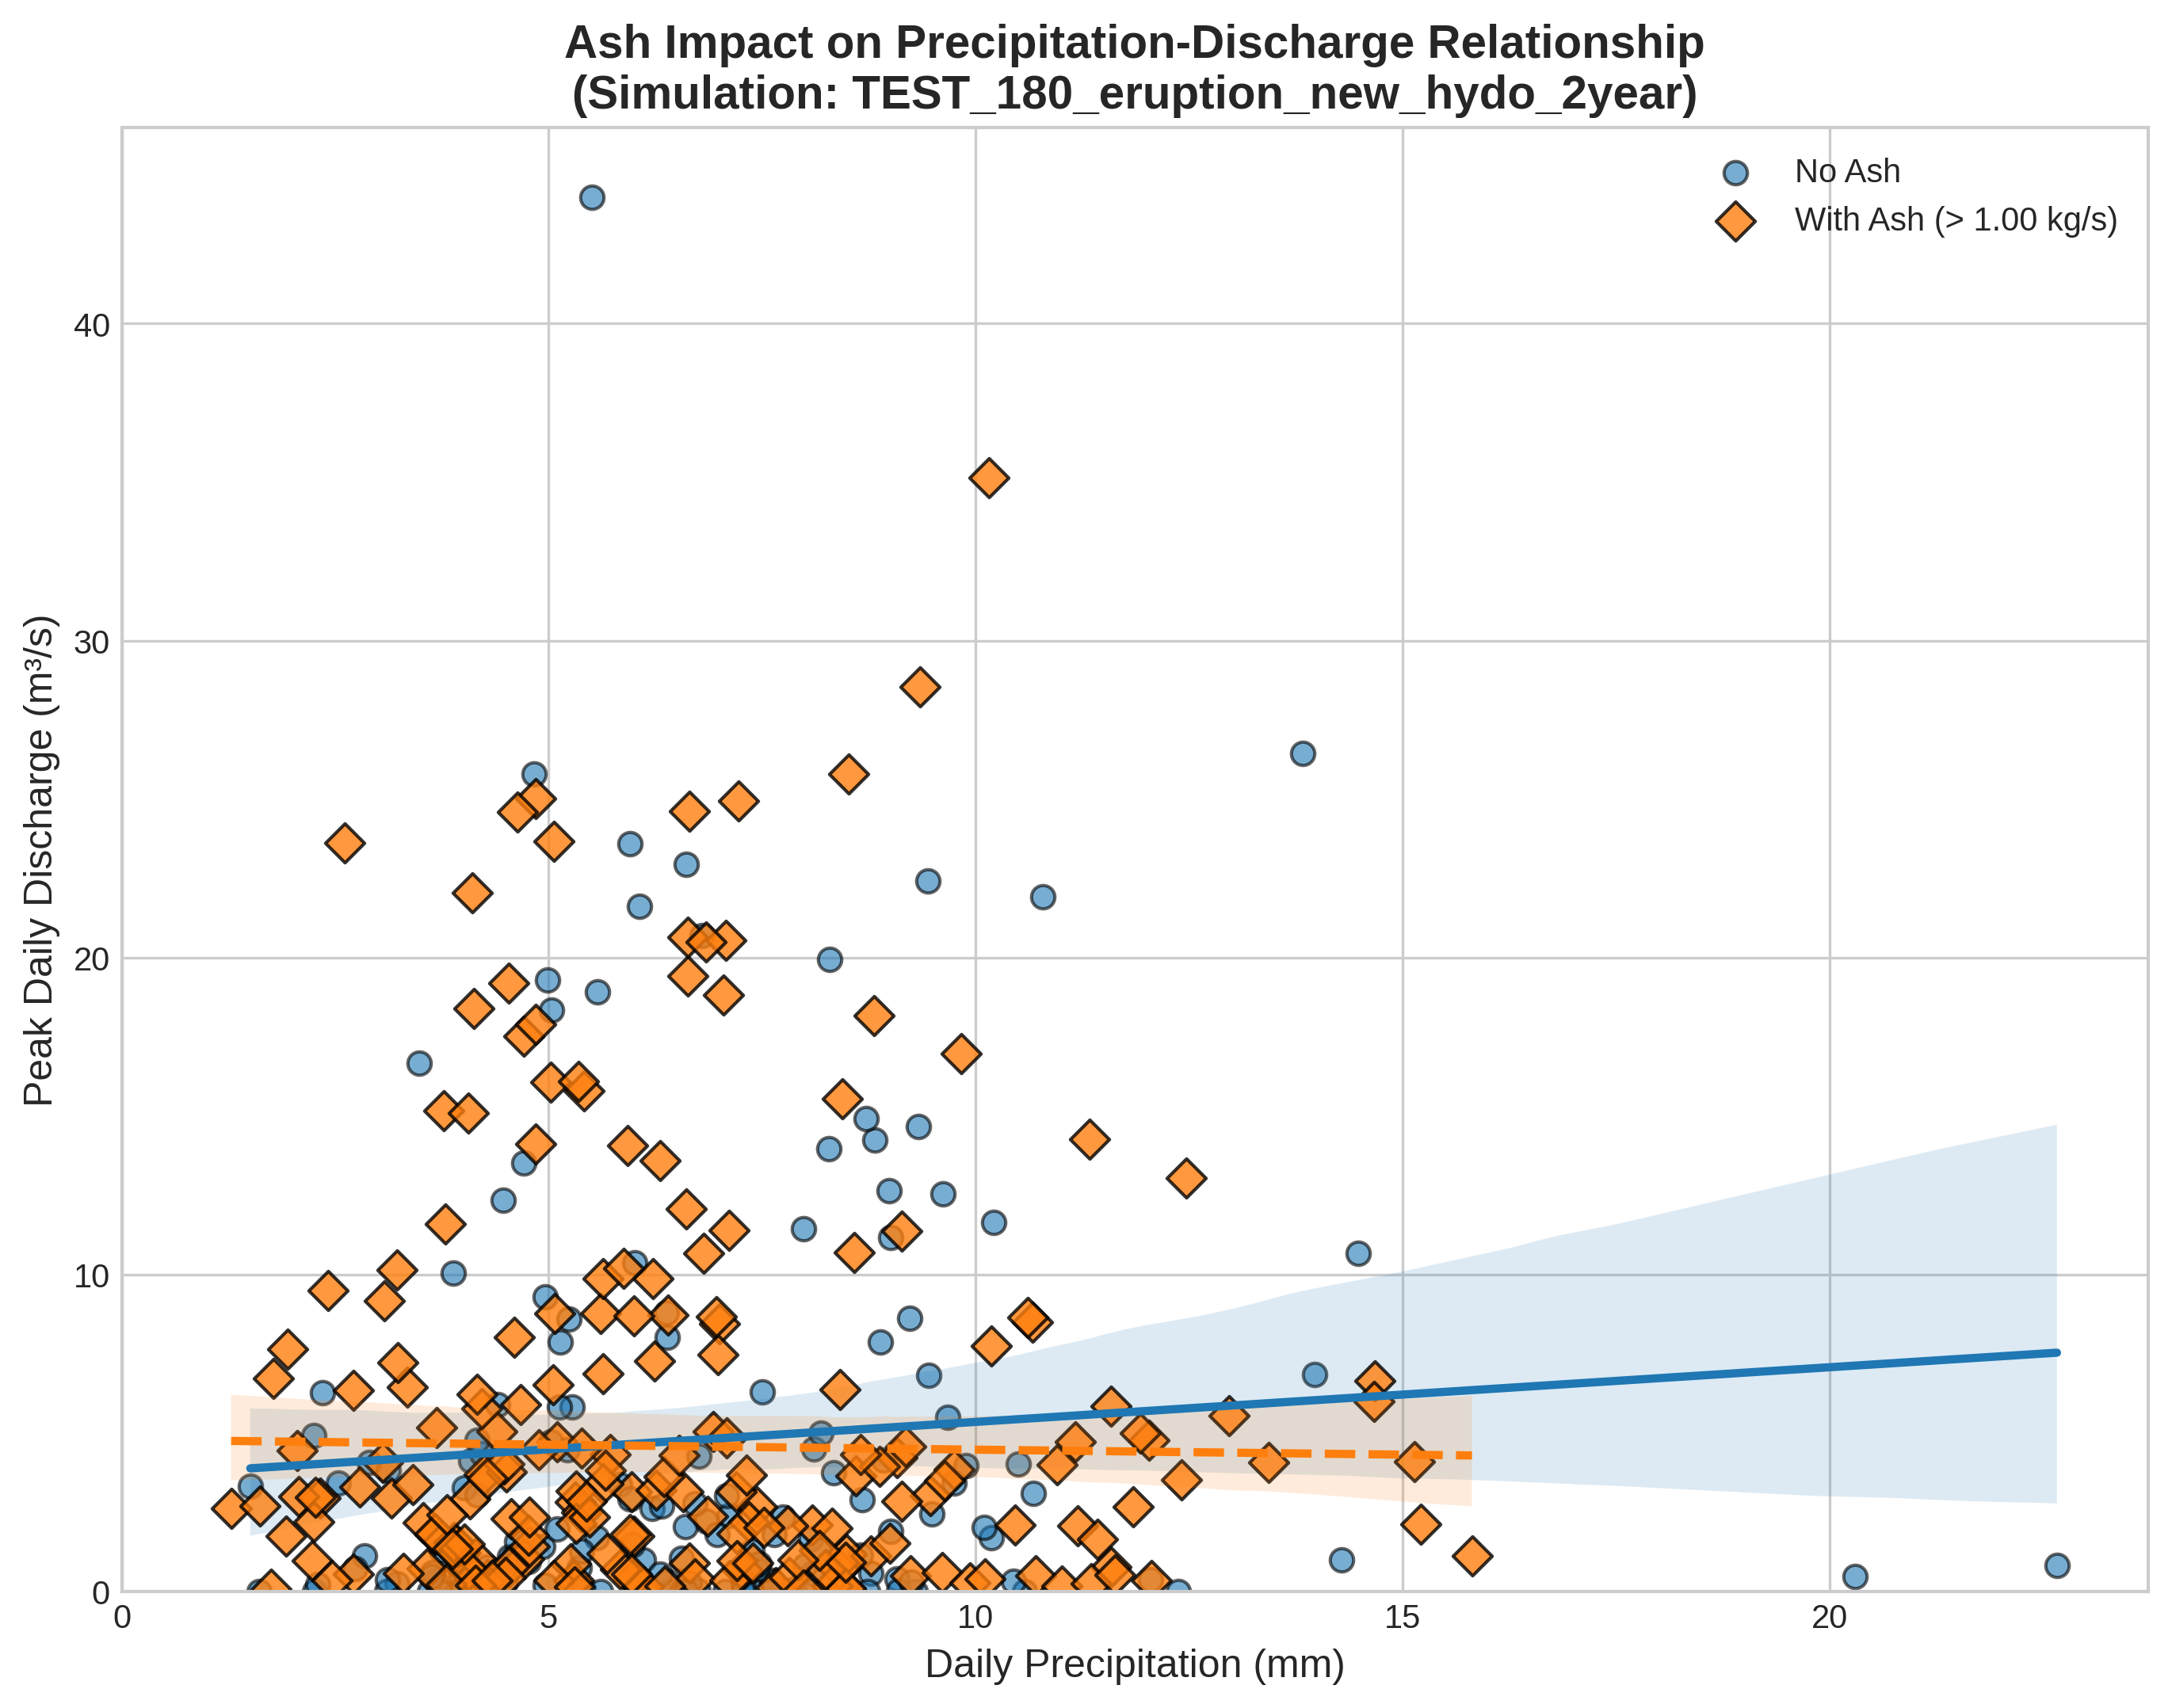 Ash Impact on Precipitation-Discharge Relationship
(Simulation: TEST_180_eruption_new_hydo_2year)
No Ash
With Ash (> 1.00 kg/s)
Peak Daily Discharge (m³/s)
40
30
20
10
0
0
5
10
15
20
Daily Precipitation (mm)